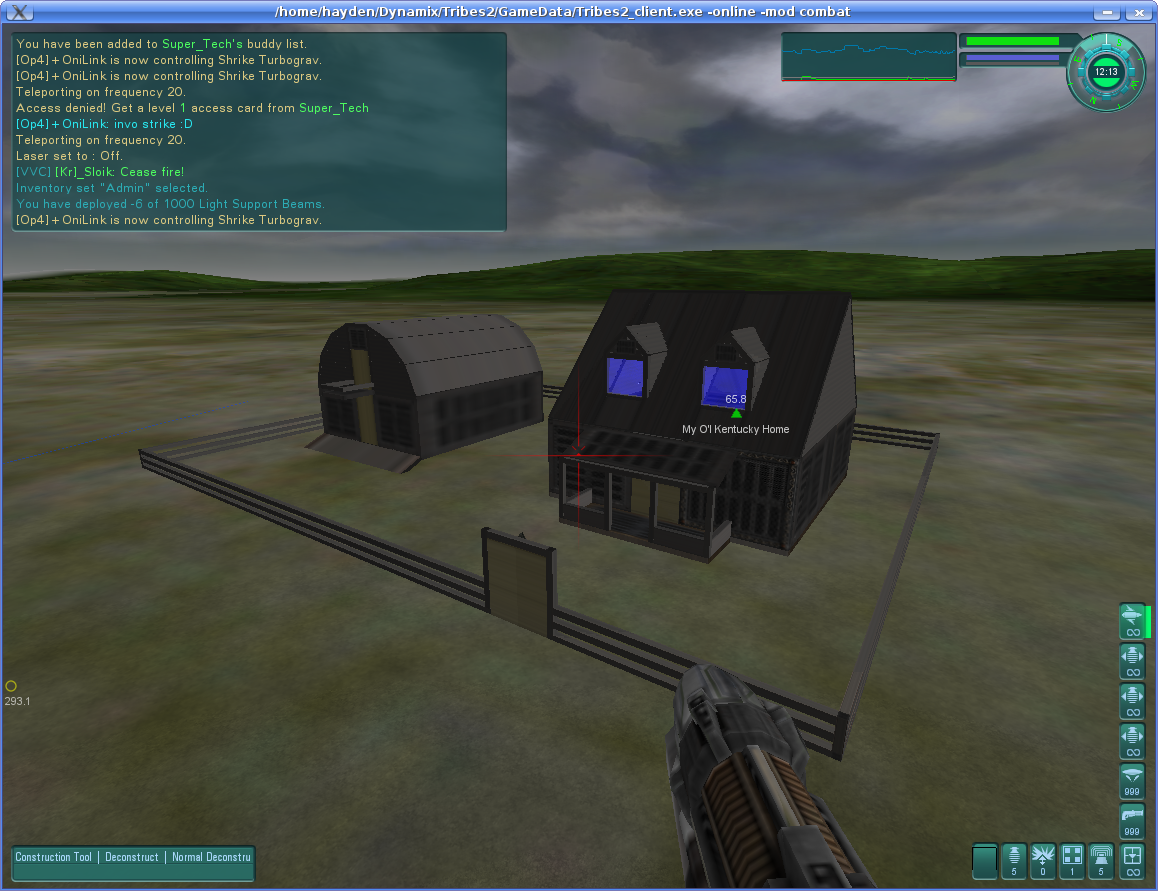 /home/hayden/Dynamix/Tribes2/GameData/Tribes2_client.exe -online -mod combat
You have been added to Super_Tech's buddy list.
[Op4]+OniLink is now controlling Shrike Turbograv.
[Op4]+OniLink is now controlling Shrike Turbograv.
Teleporting on frequency 20.
Access denied! Get a level 1 access card from Super_Tech
[Op4]+OniLink: invo strike :D
Teleporting on frequency 20.
Laser set to : Off.
[VVC] [Kr]_Sloik: Cease fire!
Inventory set "Admin" selected.
You have deployed -6 of 1000 Light Support Beams.
[Op4]+OniLink is now controlling Shrike Turbograv.
12:13
N
65.8
My O'l Kentucky Home
293.1
∞
∞
∞
∞
999
999
Construction Tool | Deconstruct | Normal Deconstru
5 0 1 5 ∞